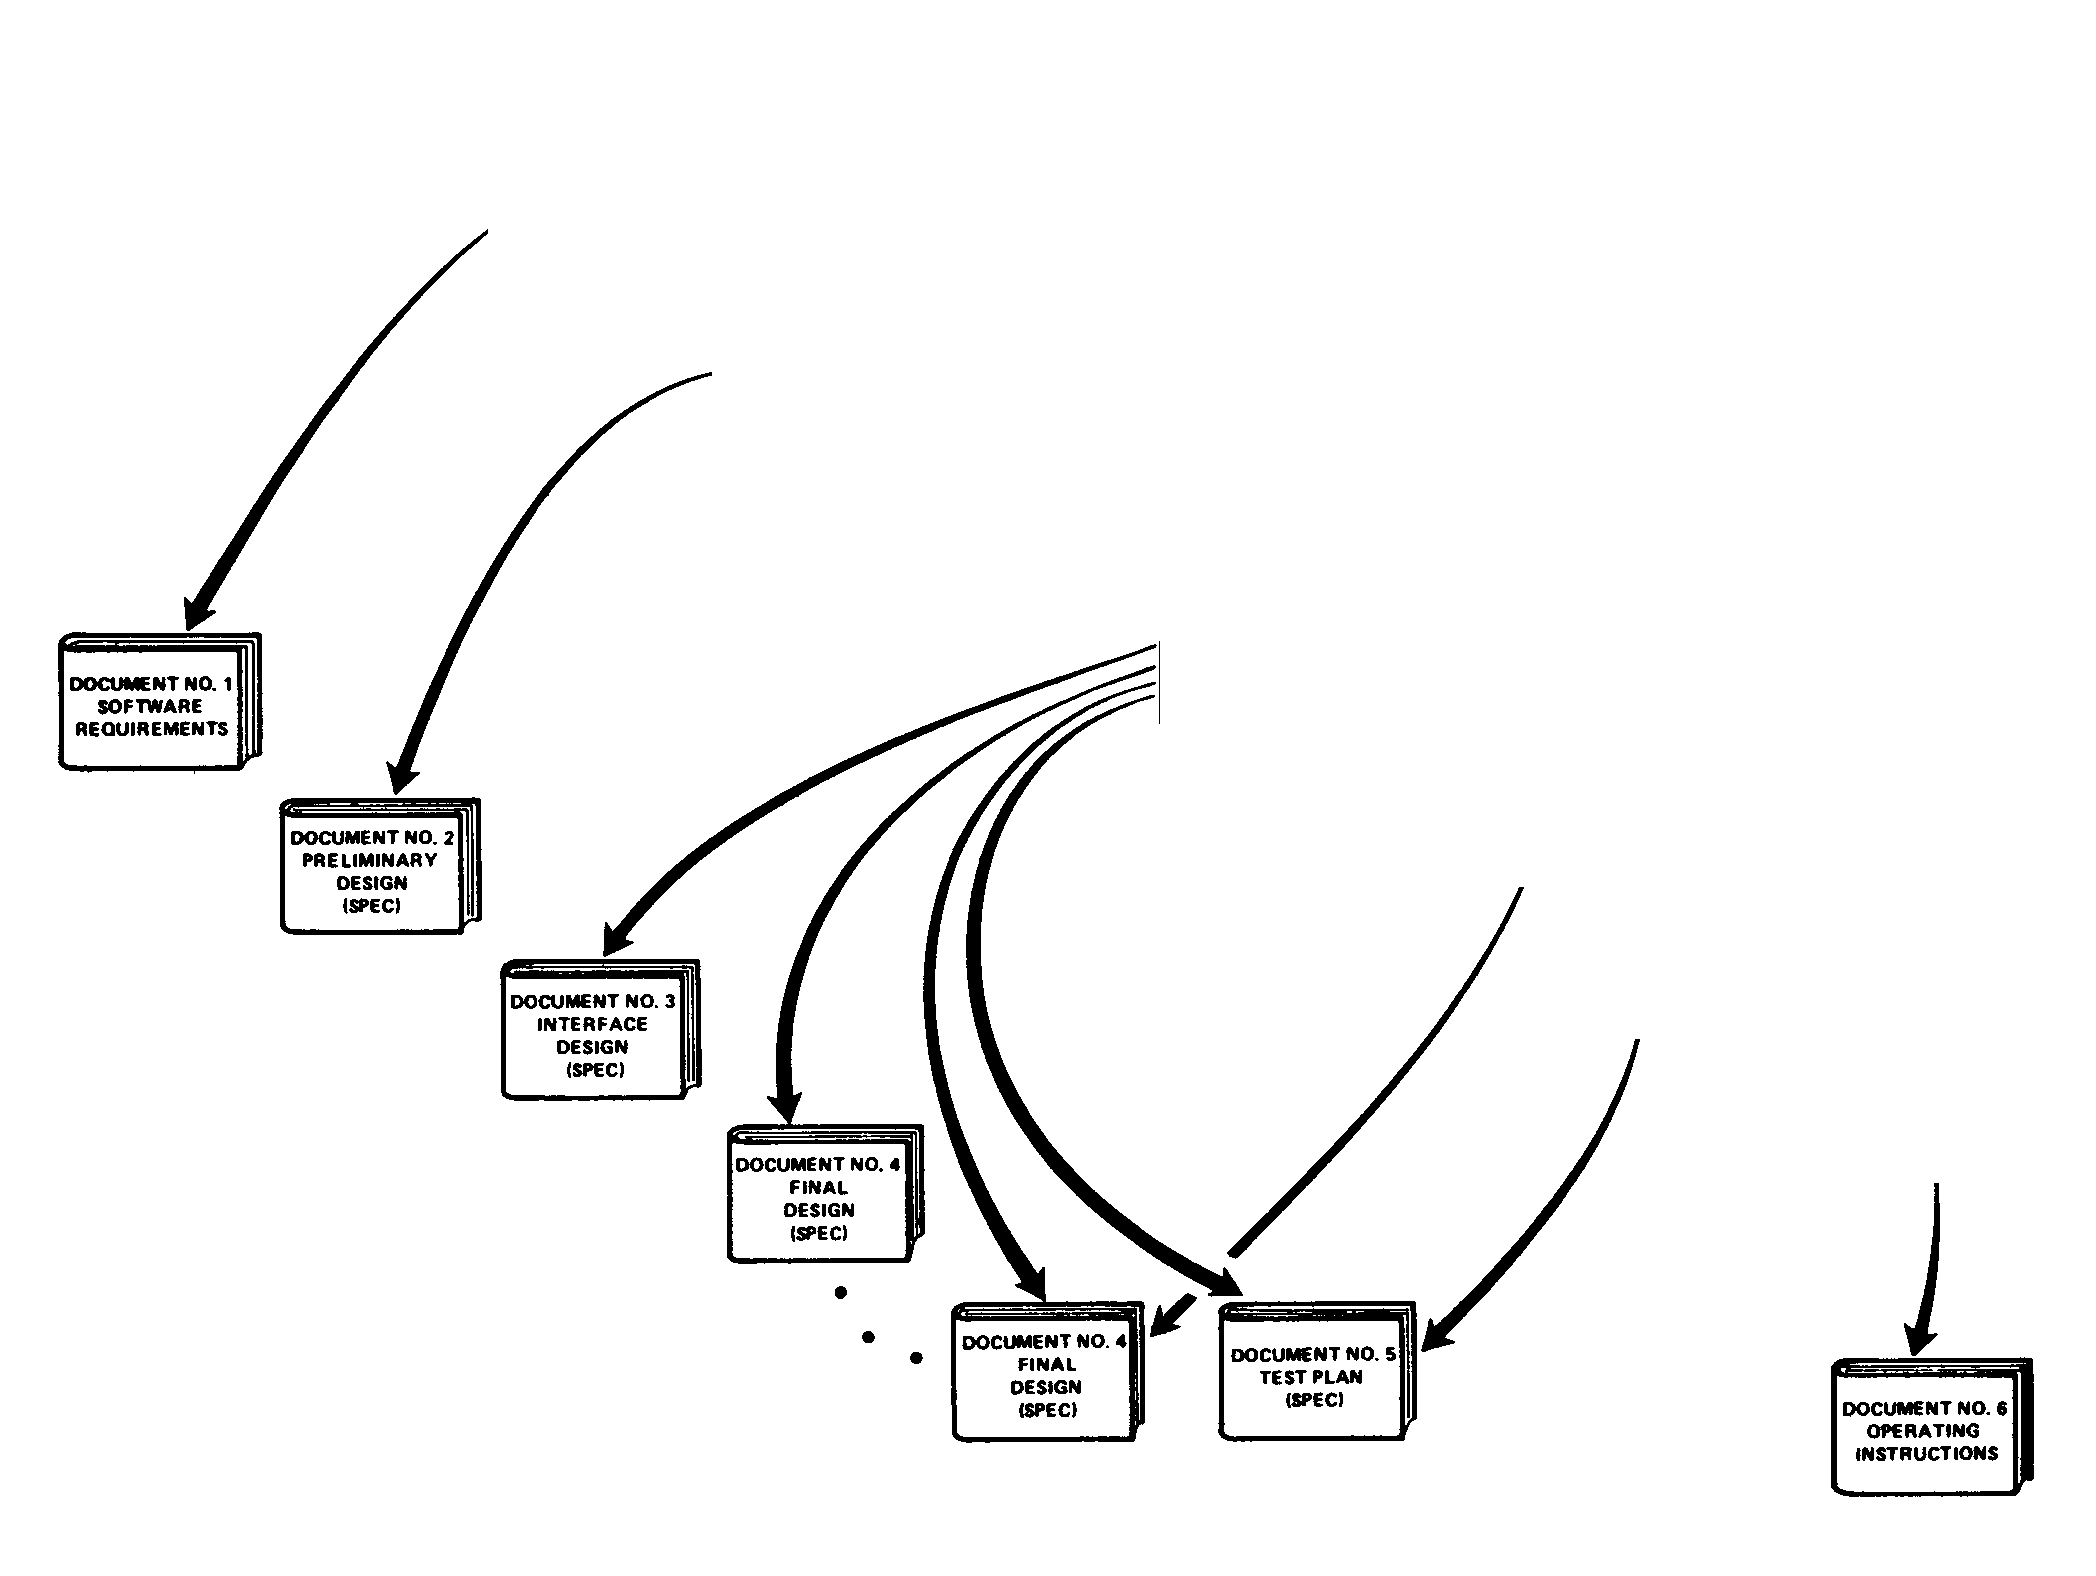 DOCUMENT NO. 1
SOFTWARE
REQUIREMENTS
DOCUMENT NO. 2
PRELIMINARY
DESIGN
(SPEC)
DOCUMENT NO. 3
INTERFACE
DESIGN
(SPEC)
DOCUMENT NO. 4
FINAL
DESIGN
(SPEC)
DOCUMENT NO. 4
FINAL
DESIGN
(SPEC)
DOCUMENT NO. 5
TEST PLAN
(SPEC)
DOCUMENT NO. 6
OPERATING
INSTRUCTIONS